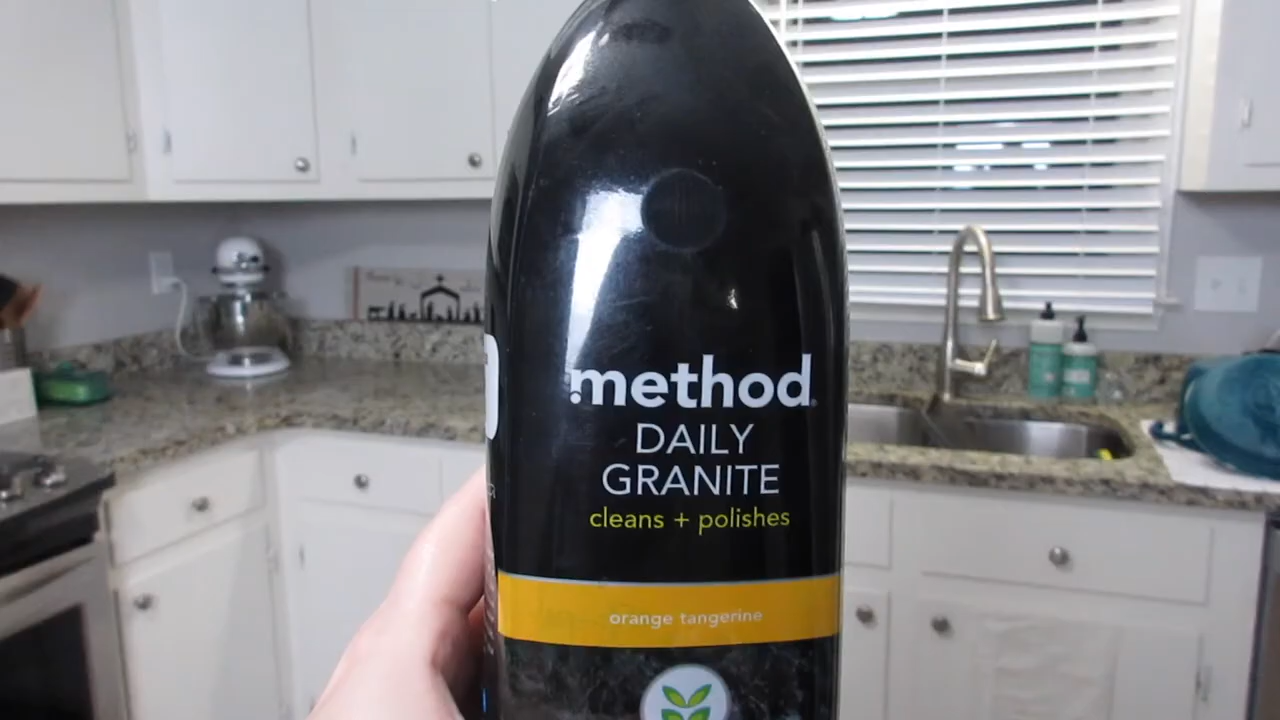 method
DAILY
GRANITE
cleans + polishes
orange tangerine